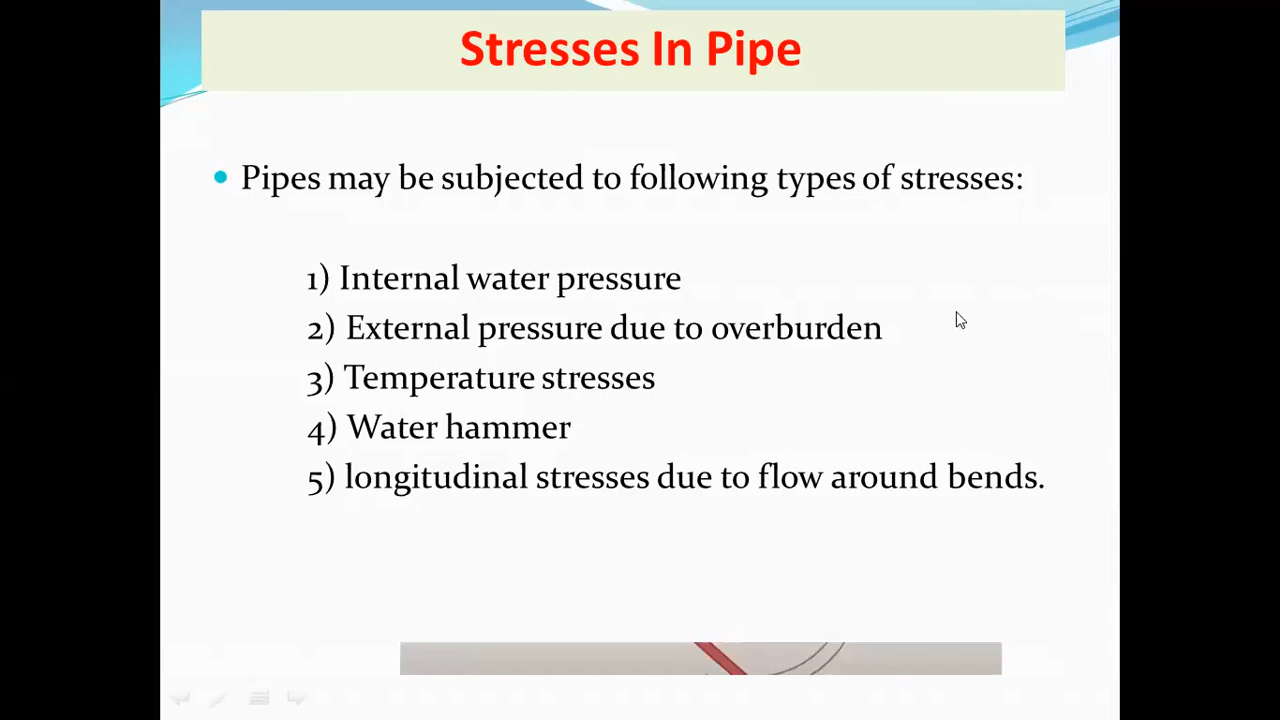 Stresses In Pipe
• Pipes may be subjected to following types of stresses:
1) Internal water pressure
2) External pressure due to overburden
3) Temperature stresses
4) Water hammer
5) longitudinal stresses due to flow around bends.